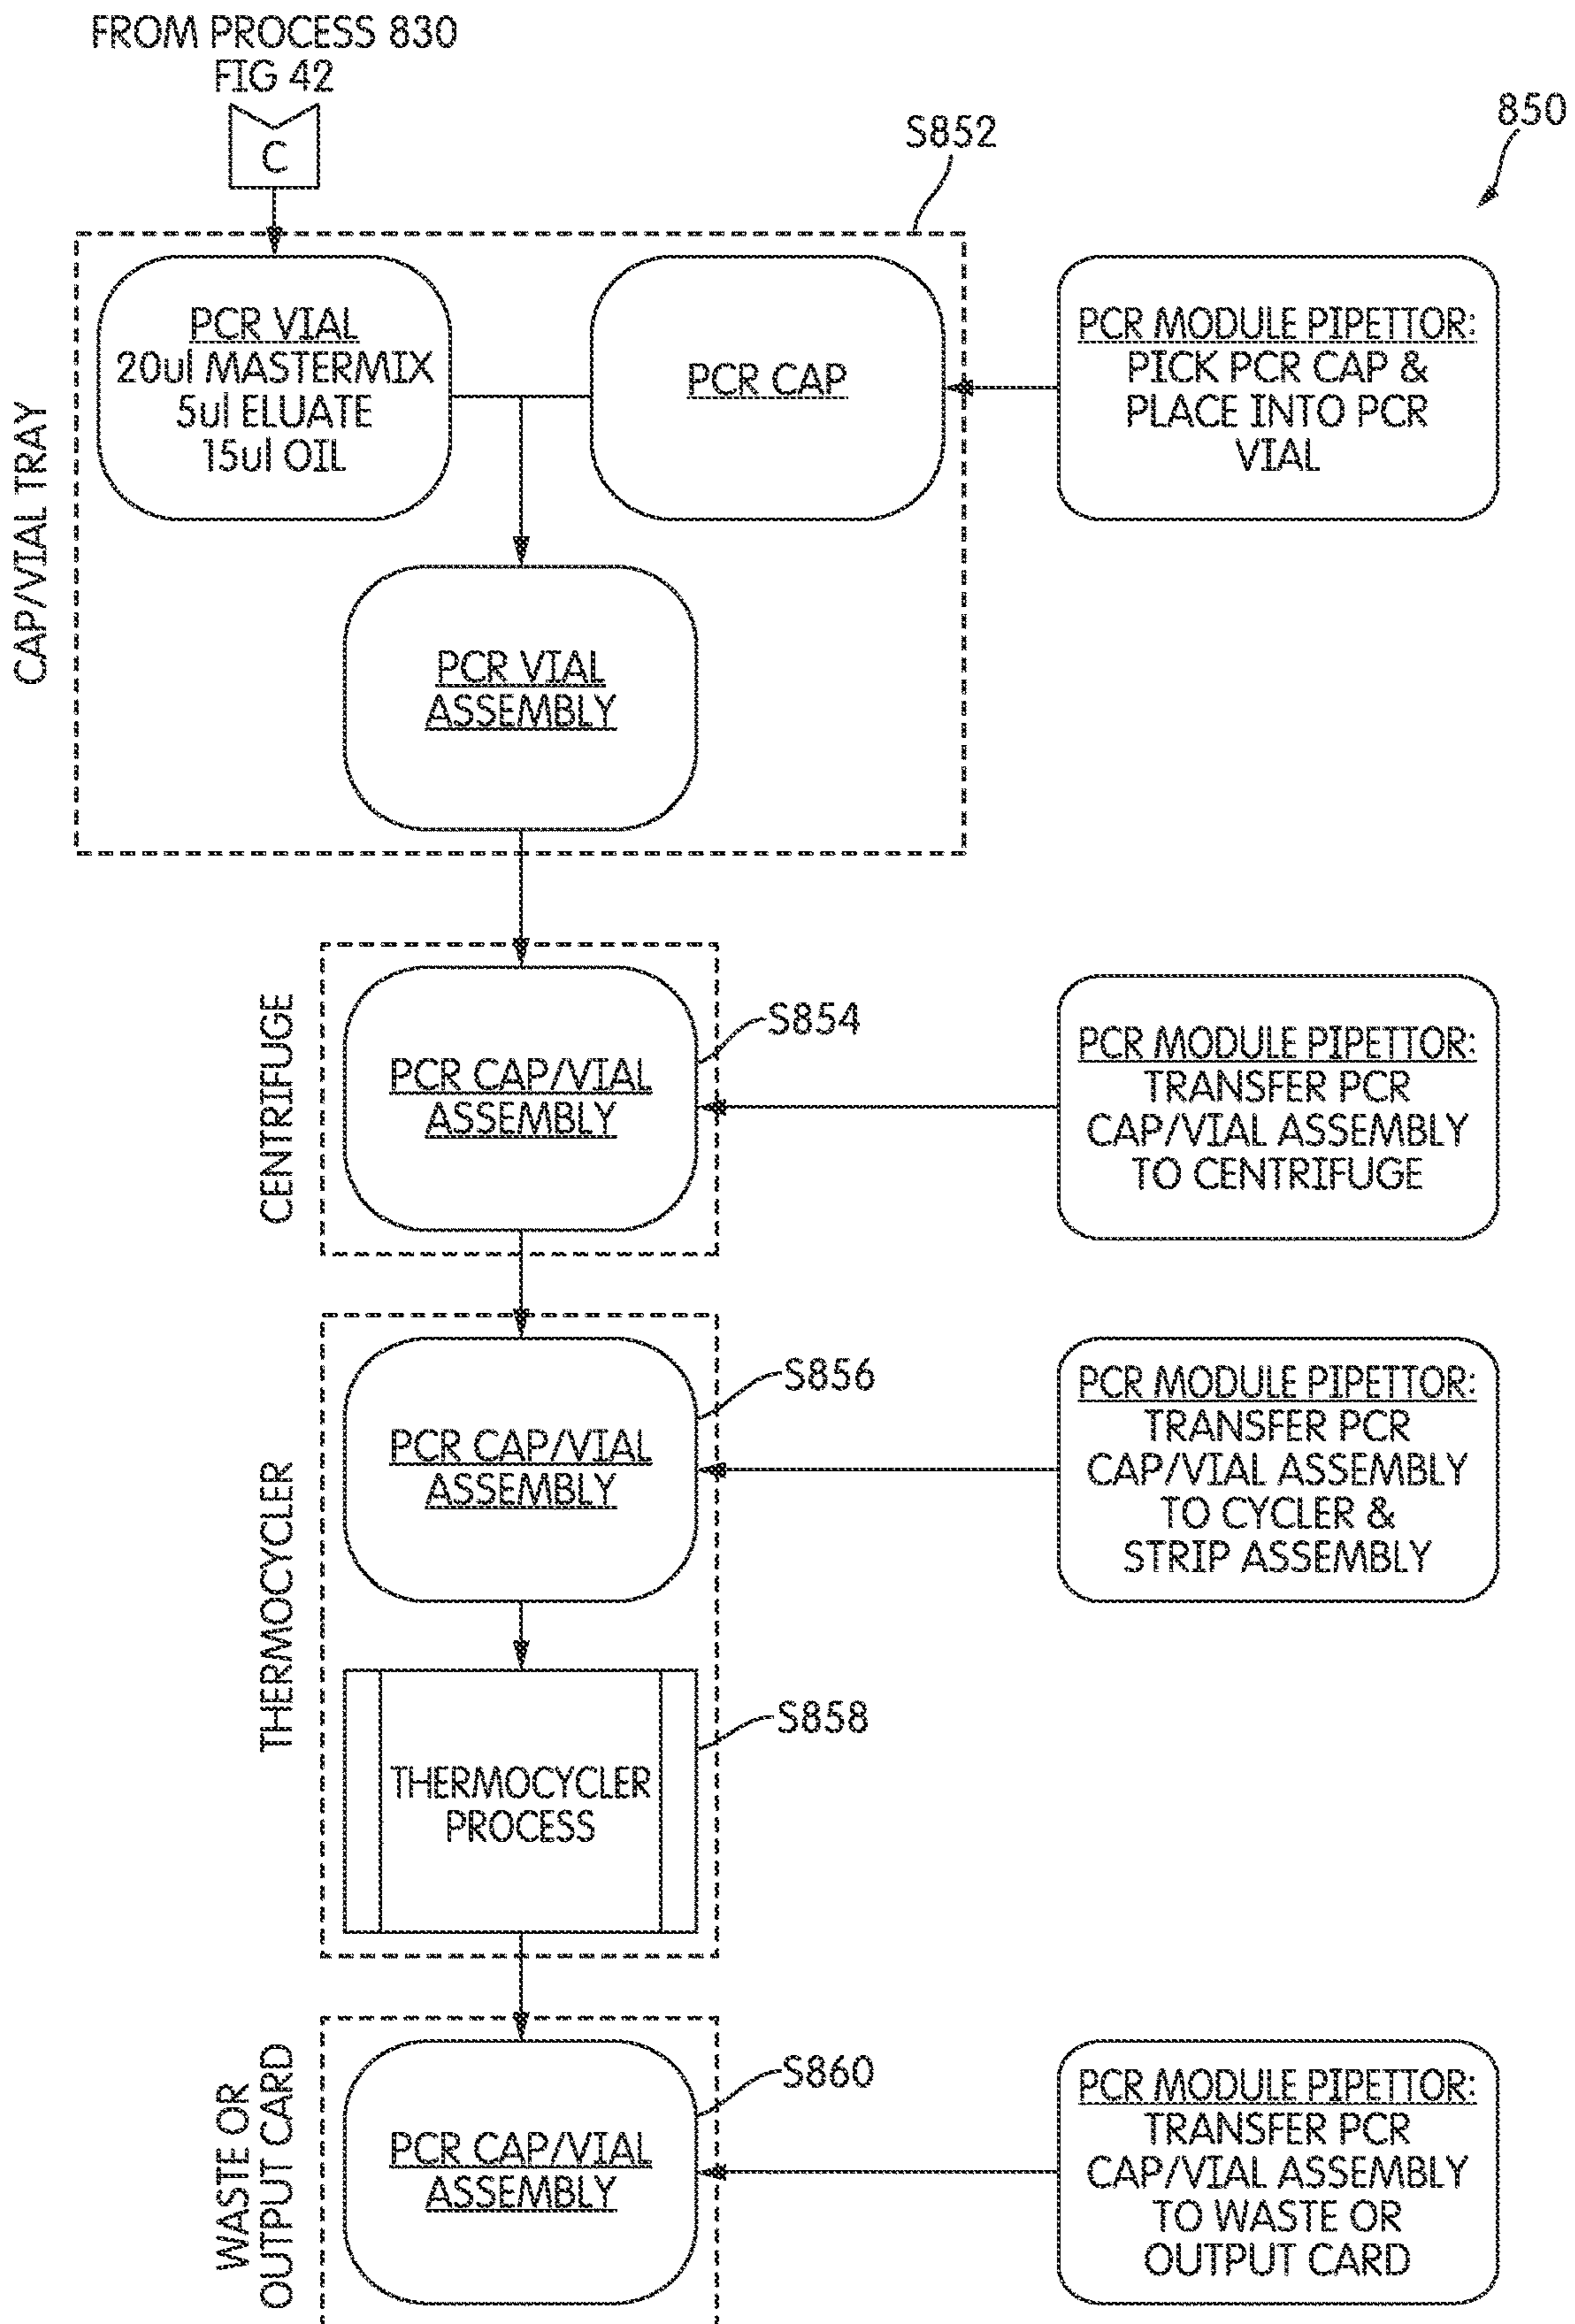 FROM PROCESS 830
FIG 42
C
S852
850
CAP/VIAL TRAY
PCR VIAL
20ul MASTERMIX
5ul ELUATE
15ul OIL
PCR CAP
PCR MODULE PIPETTOR:
PICK PCR CAP &
PLACE INTO PCR
VIAL
PCR VIAL
ASSEMBLY
CENTRIFUGE
PCR CAP/VIAL
ASSEMBLY
S854
PCR MODULE PIPETTOR:
TRANSFER PCR
CAP/VIAL ASSEMBLY
TO CENTRIFUGE
THERMOCYCLER
PCR CAP/VIAL
ASSEMBLY
S856
PCR MODULE PIPETTOR:
TRANSFER PCR
CAP/VIAL ASSEMBLY
TO CYCLER &
STRIP ASSEMBLY
THERMOCYCLER
PROCESS
S858
WASTE OR
OUTPUT CARD
PCR CAP/VIAL
ASSEMBLY
S860
PCR MODULE PIPETTOR:
TRANSFER PCR
CAP/VIAL ASSEMBLY
TO WASTE OR
OUTPUT CARD